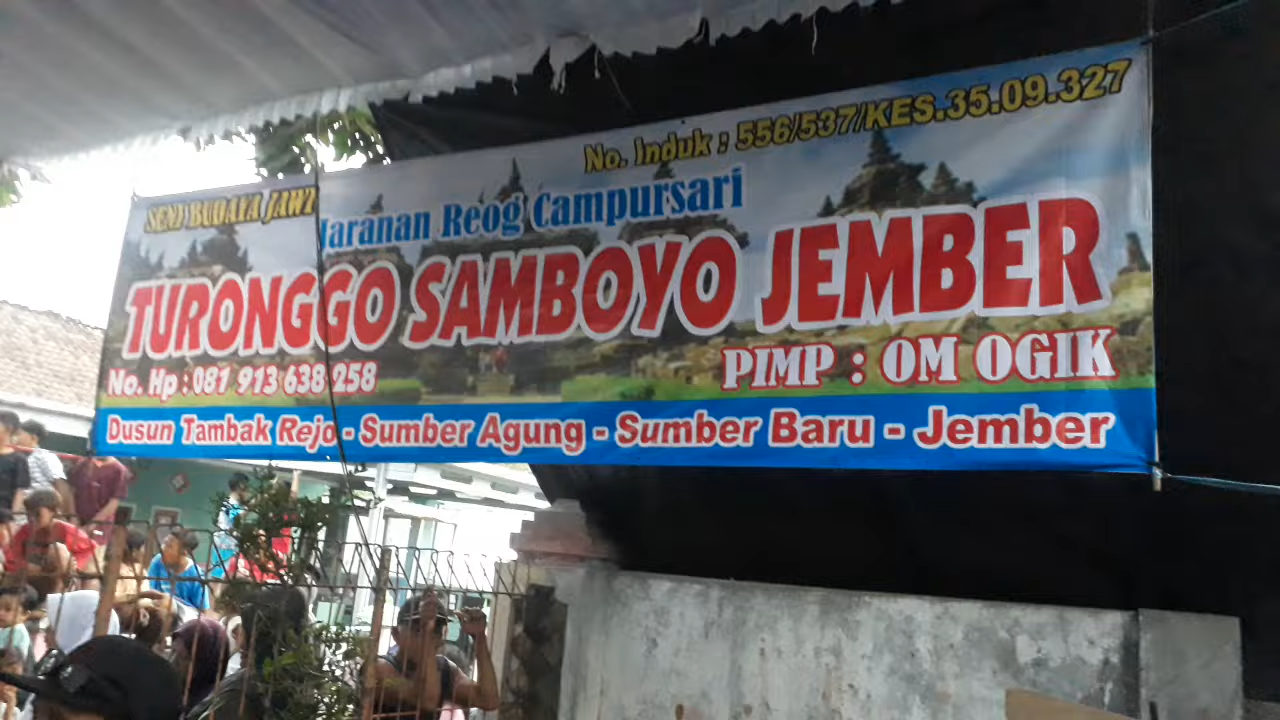 No. Induk : 556/537/KES.35.09.327
SENI BUDAYA JAWI
Jaranan Reog Campursari
TURONGGO SAMBOYO JEMBER
PIMP : OM OGIK
No. Hp : 081 913 638 258
Dusun Tambak Rejo - Sumber Agung - Sumber Baru - Jember